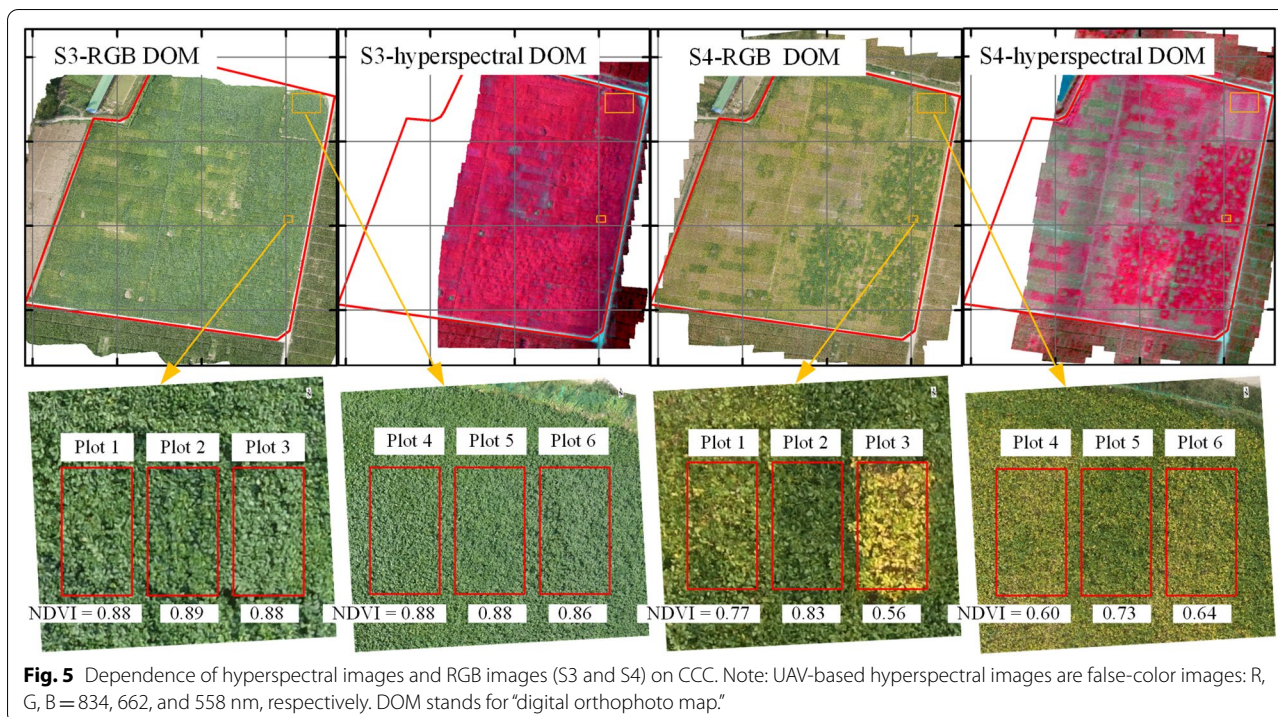 S3-RGB DOM
S3-hyperspectral DOM
S4-RGB DOM
S4-hyperspectral DOM
Plot 1 Plot 2 Plot 3
Plot 4 Plot 5 Plot 6
Plot 1 Plot 2 Plot 3
Plot 4 Plot 5 Plot 6
NDVI = 0.88 0.89 0.88
NDVI = 0.88 0.88 0.86
NDVI = 0.77 0.83 0.56
NDVI = 0.60 0.73 0.64
Fig. 5 Dependence of hyperspectral images and RGB images (S3 and S4) on CCC. Note: UAV-based hyperspectral images are false-color images: R,
G, B = 834, 662, and 558 nm, respectively. DOM stands for “digital orthophoto map.”